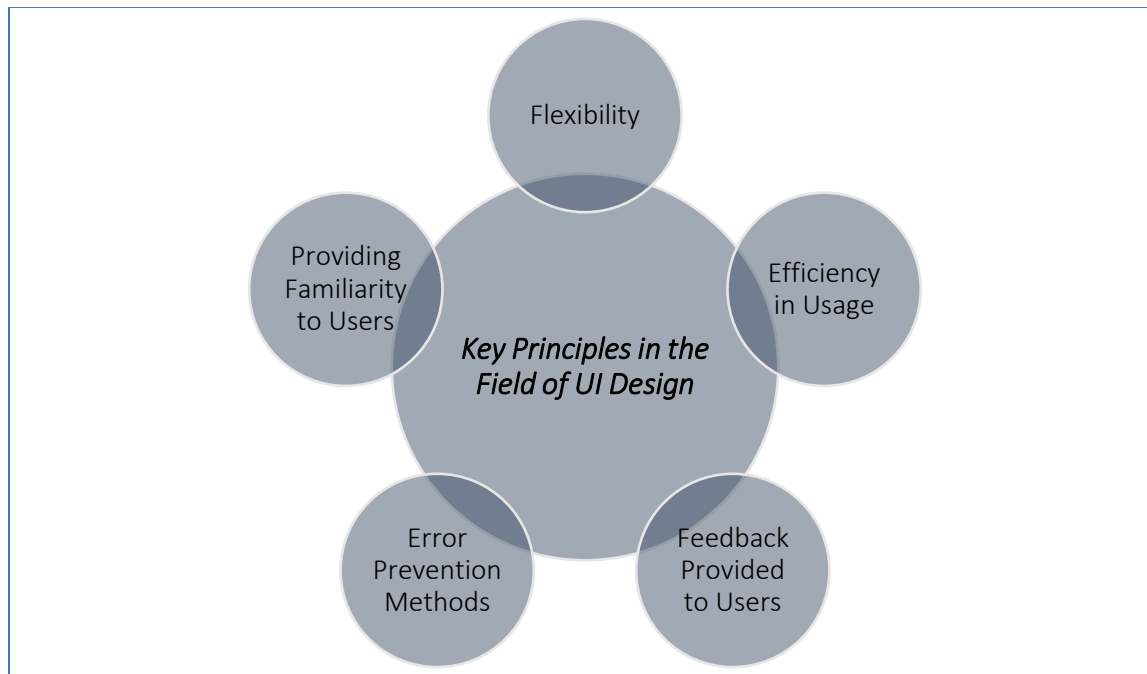 Flexibility
Providing
Familiarity
to Users
Efficiency
in Usage
Key Principles in the
Field of UI Design
Error
Prevention
Methods
Feedback
Provided
to Users